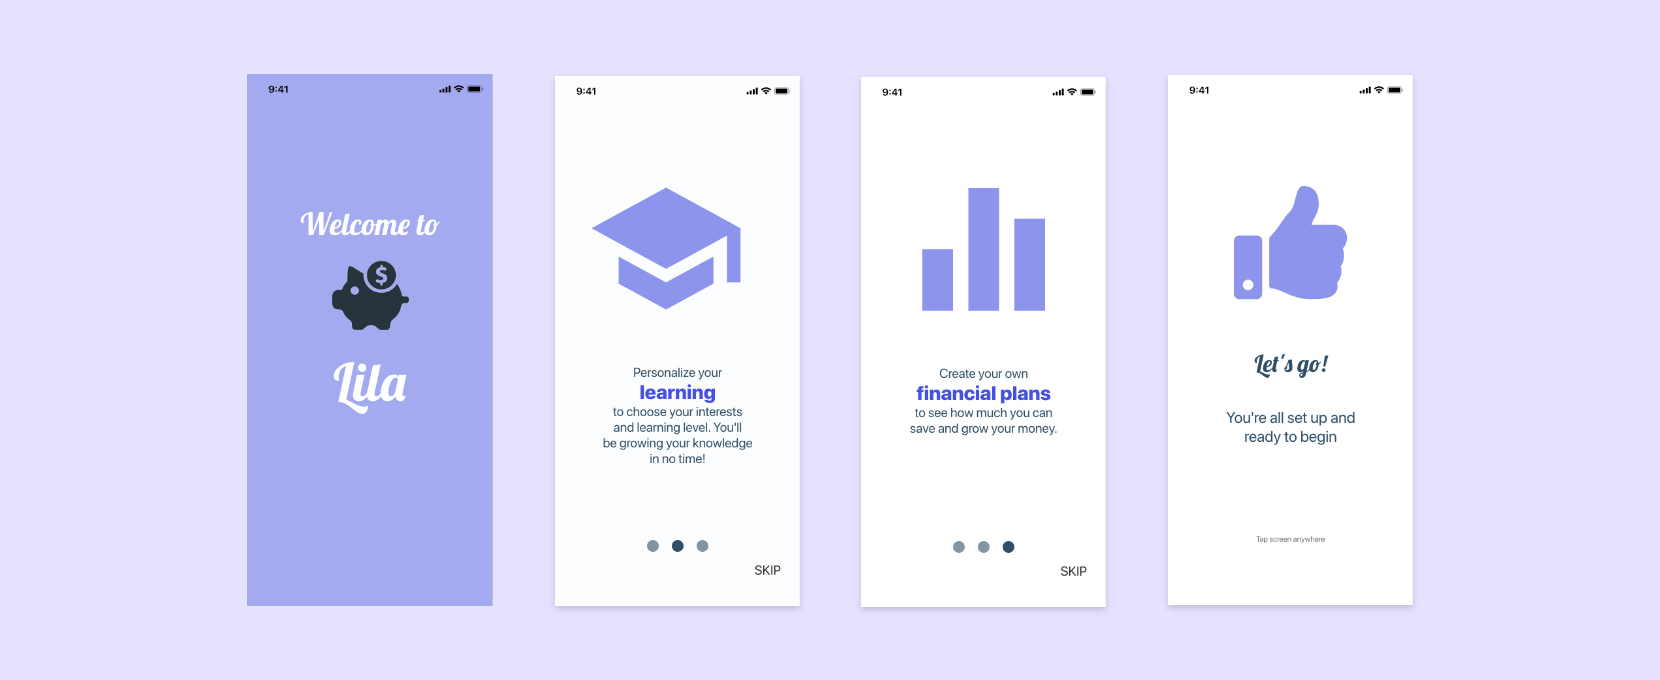 9:41
Welcome to
$
Lila
9:41
Personalize your
learning
to choose your interests
and learning level. You'll
be growing your knowledge
in no time!
SKIP
9:41
Create your own
financial plans
to see how much you can
save and grow your money.
SKIP
9:41
Let's go!
You're all set up and
ready to begin
Tap screen anywhere